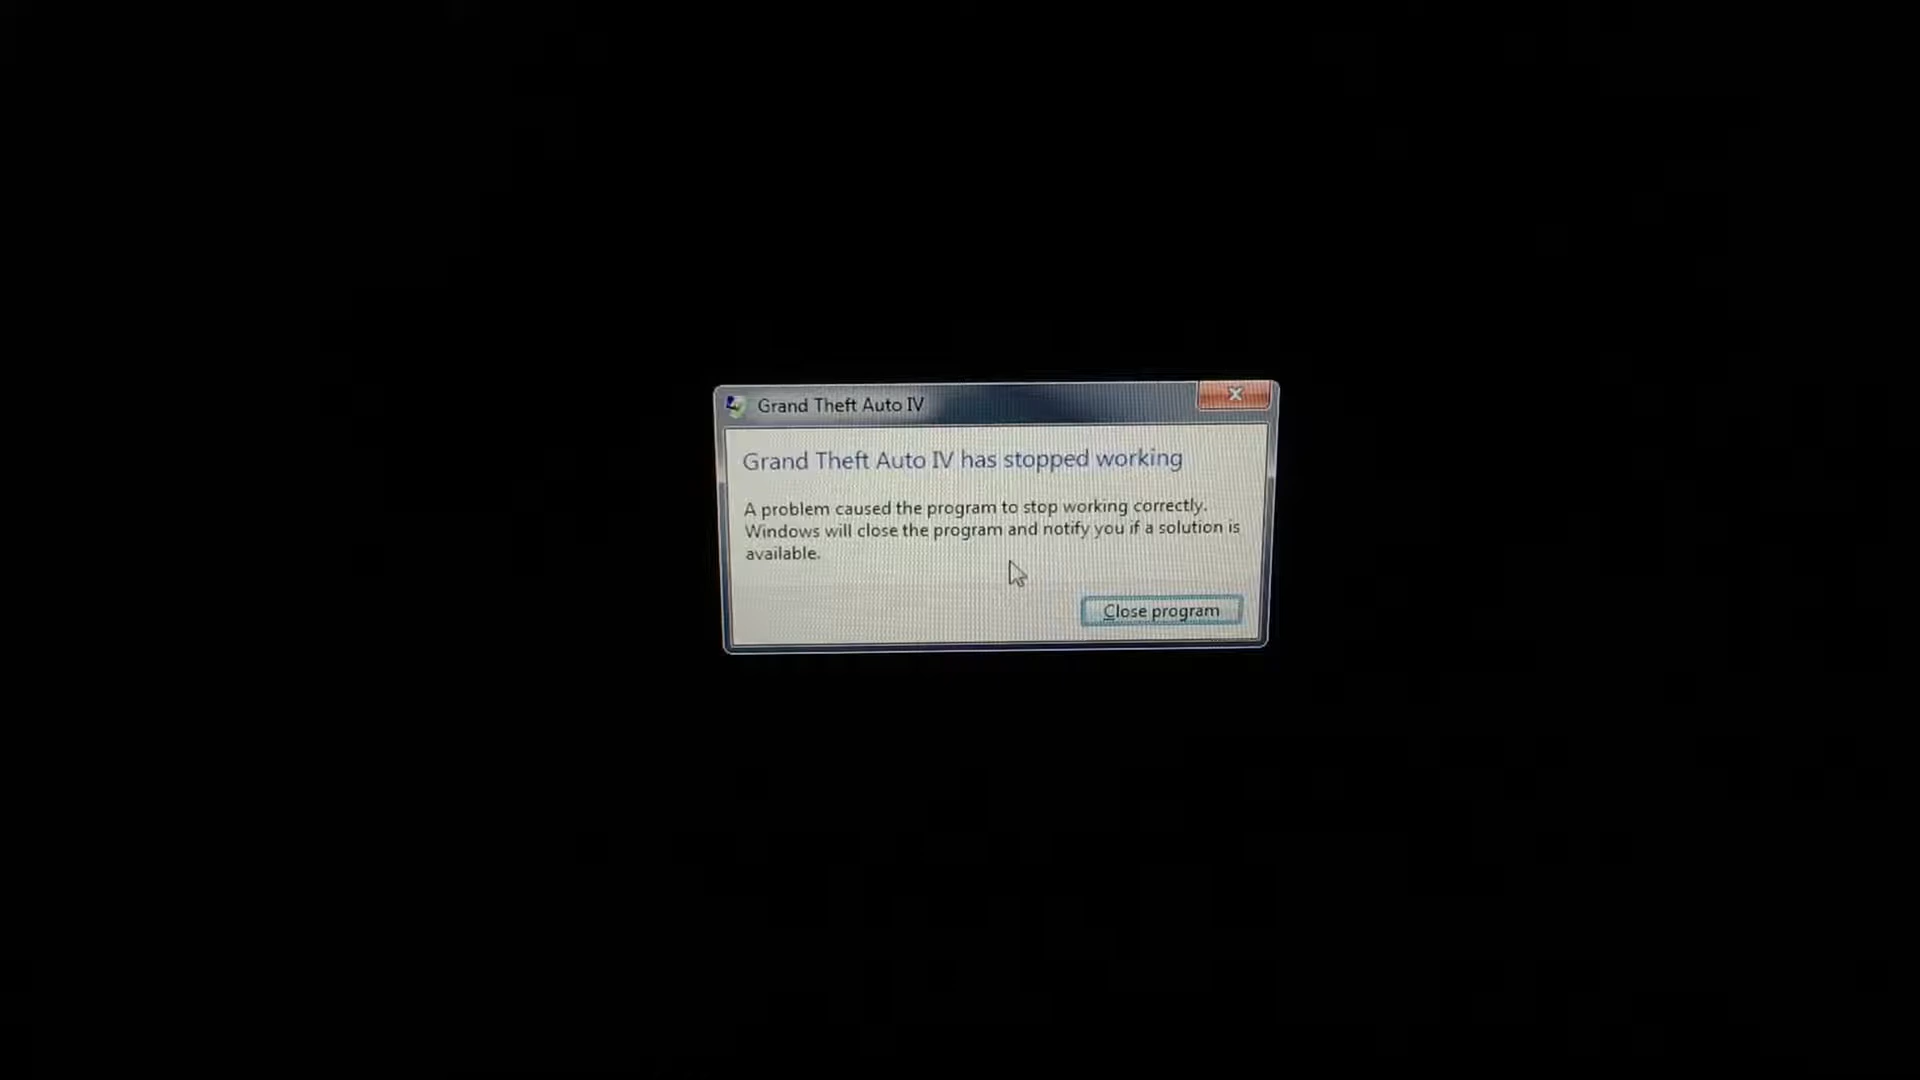 Grand Theft Auto IV
Grand Theft Auto IV has stopped working
A problem caused the program to stop working correctly.
Windows will close the program and notify you if a solution is
available.
Close program